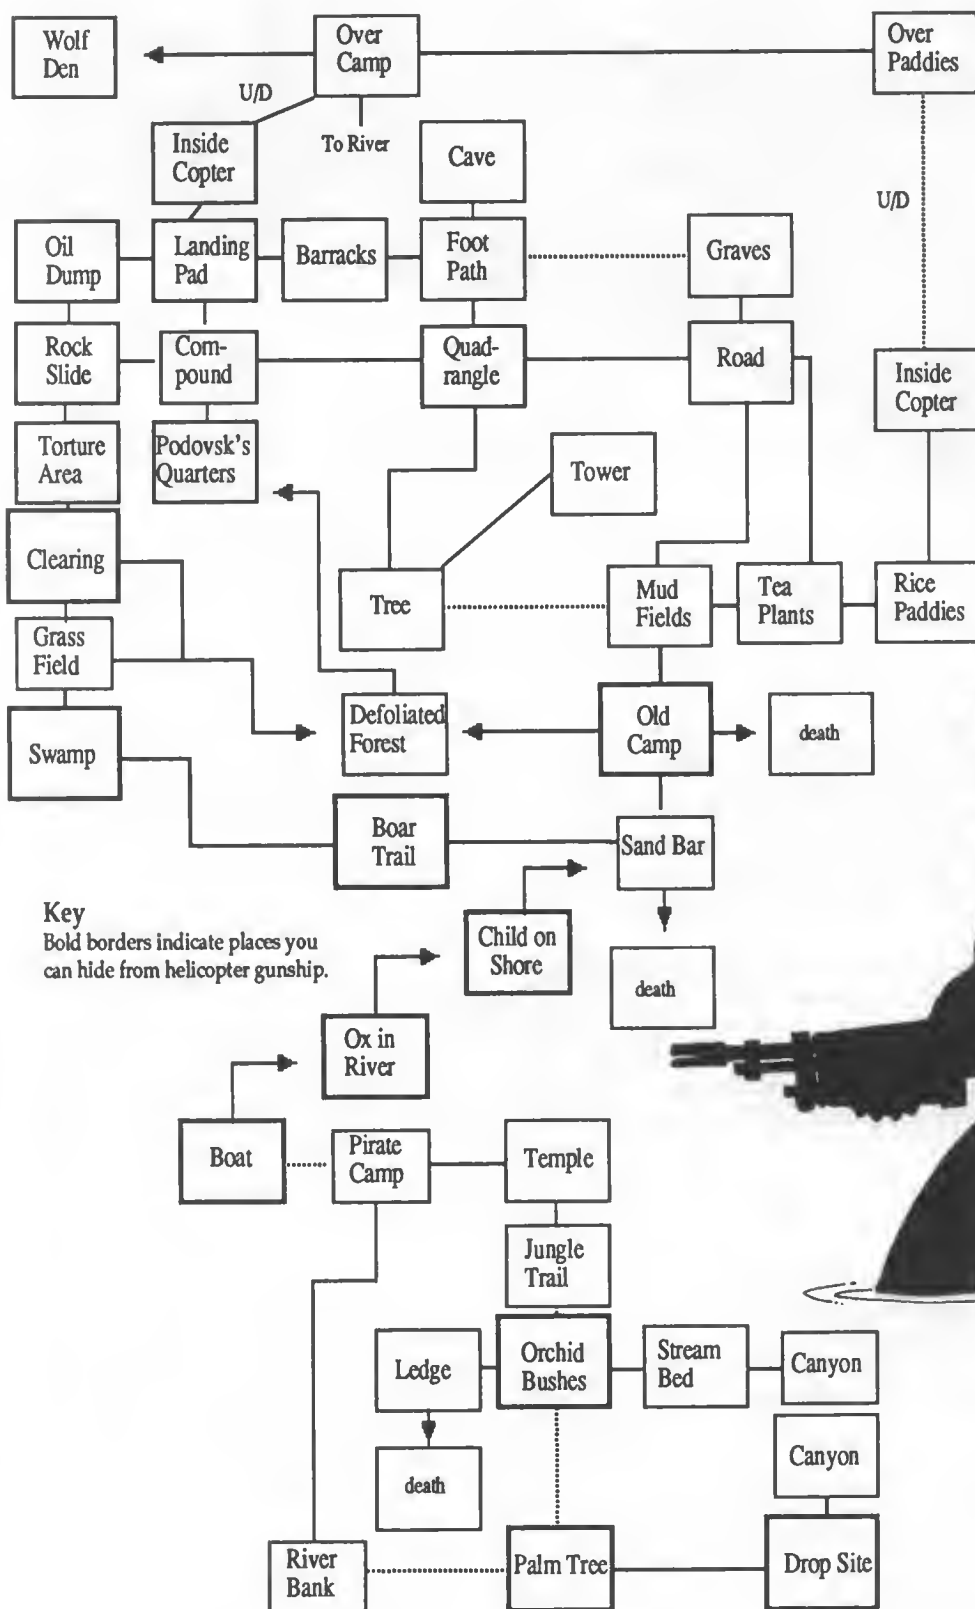 Wolf
Den
Over
Camp
Over
Paddies
U/D
To River
Inside
Copter
Cave
U/D
Oil
Dump
Landing
Pad
Barracks
Foot
Path
Graves
Rock
Slide
Com-
pound
Quad-
rangle
Road
Inside
Copter
Torture
Area
Podovsk's
Quarters
Tower
Clearing
Tree
Mud
Fields
Tea
Plants
Rice
Paddies
Grass
Field
Defoliated
Forest
Old
Camp
death
Swamp
Boar
Trail
Sand Bar
Key
Bold borders indicate places you
can hide from helicopter gunship.
Child on
Shore
death
Ox in
River
Boat
Pirate
Camp
Temple
Jungle
Trail
Ledge
Orchid
Bushes
Stream
Bed
Canyon
Canyon
death
River
Bank
Palm Tree
Drop Site